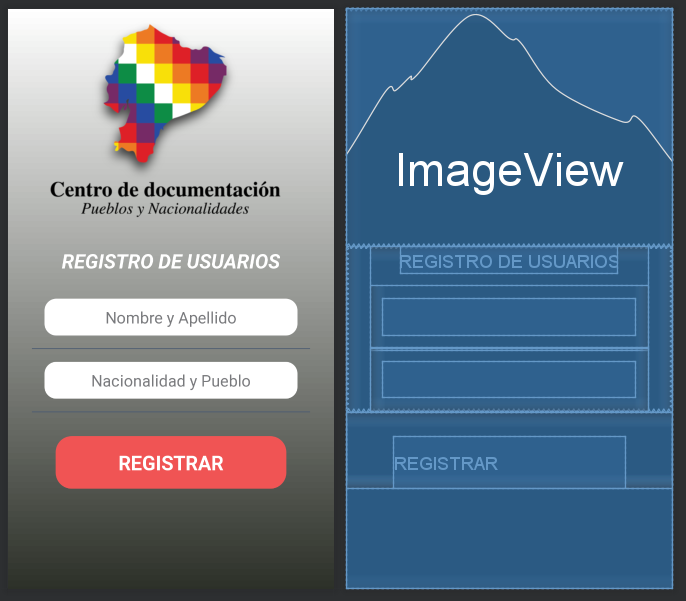 Centro de documentación
Pueblos y Nacionalidades
REGISTRO DE USUARIOS
Nombre y Apellido
Nacionalidad y Pueblo
REGISTRAR
ImageView
REGISTRO DE USUARIOS
REGISTRAR